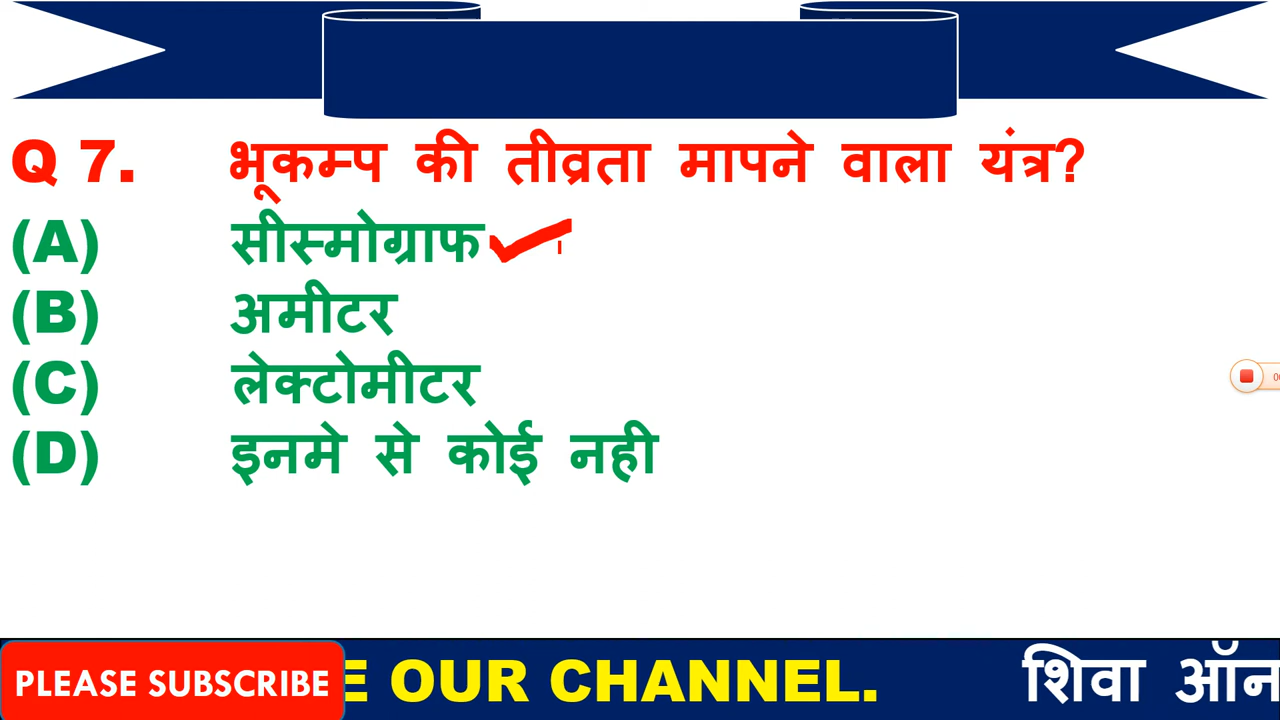 Q 7. भूकम्प की तीव्रता मापने वाला यंत्र?
(A) सीस्मोग्राफ
(B) अमीटर
(C) लेक्टोमीटर
(D) इनमे से कोई नही
PLEASE SUBSCRIBE E OUR CHANNEL. शिवा ऑन